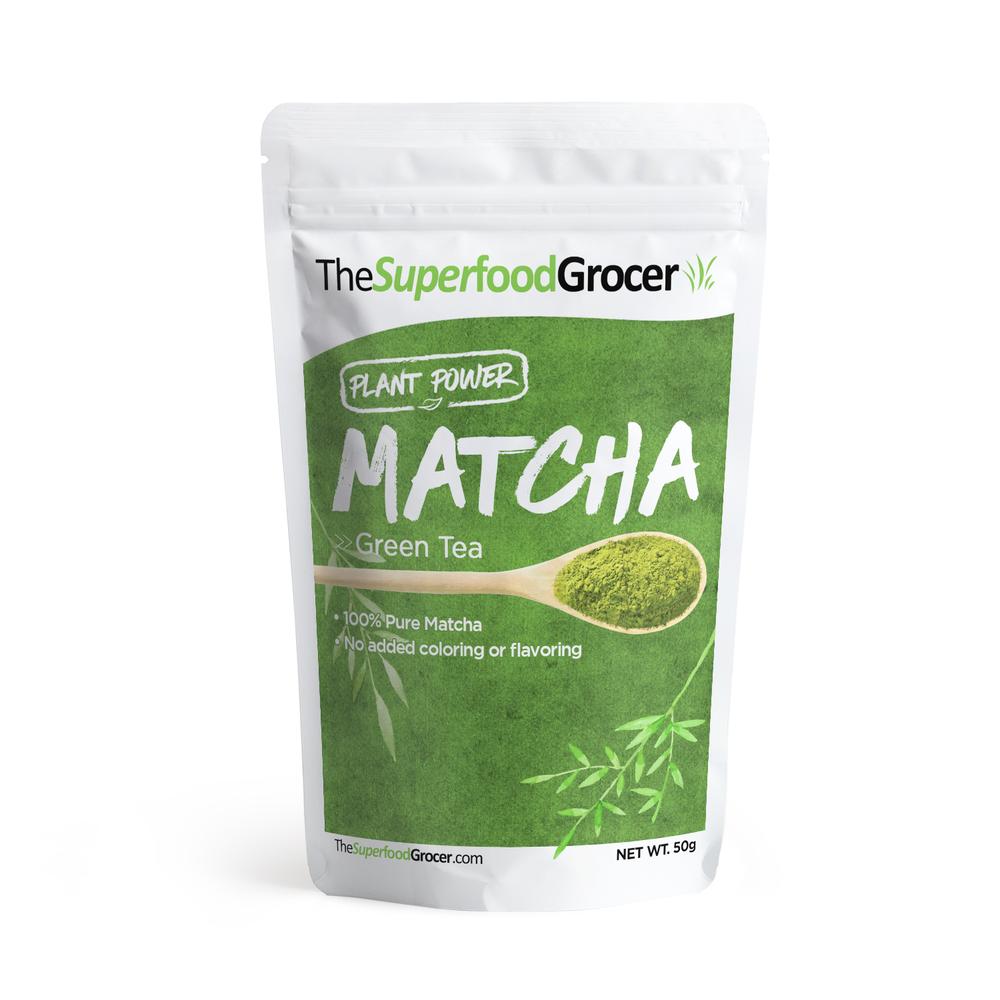 TheSuperfoodGrocer
PLANT POWER
MATCHA
>> Green Tea
• 100% Pure Matcha
• No added coloring or flavoring
TheSuperfoodGrocer.com
NET WT. 50g